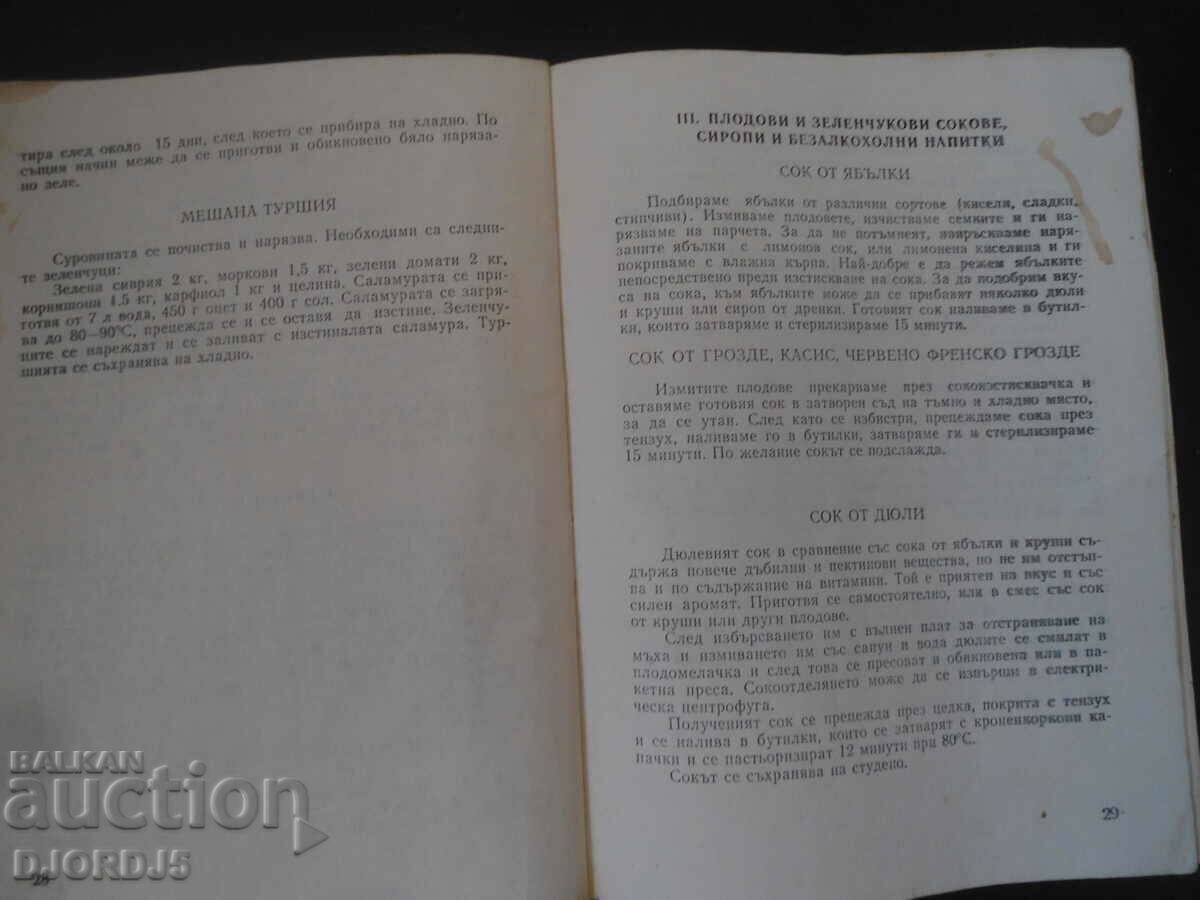 тира след около 15 дни, след което се прибира на хладно. По
същия начин може да се приготви и обикновено бяло наряза-
но зеле.
МЕШАНА ТУРШИЯ
Суровината се почиства и нарязва. Необходими са следни-
те зеленчуци:
Зелена сиврия 2 кг, моркови 1,5 кг, зелени домати 2 кг,
корнишони 1,5 кг, карфиол 1 кг и целина. Саламурата се при-
готвя от 7 л вода, 450 г оцет и 400 г сол. Саламурата се загря-
ва до 80—90°С, прецежда се и се оставя да изстине. Зеленчу-
ците се нареждат и се заливат с изстиналата саламура. Тур-
шията се съхранява на хладно.
28
III. ПЛОДОВИ И ЗЕЛЕНЧУКОВИ СОКОВЕ,
СИРОПИ И БЕЗАЛКОХОЛНИ НАПИТКИ
СОК ОТ ЯБЪЛКИ
Подбираме ябълки от различни сортове (кисели, сладки,
стипчиви). Измиваме плодовете, изчистваме семките и ги на-
рязваме на парчета. За да не потъмнят, напръскваме наря-
заните ябълки с лимонов сок, или лимонена киселина и ги
покриваме с влажна кърпа. Най-добре е да режем ябълките
непосредствено преди изстискване на сока. За да подобрим вку-
са на сока, към ябълките може да се прибавят няколко дюли
и круши или сироп от дренки. Готовият сок наливаме в бутил-
ки, които затваряме и стерилизираме 15 минути.
СОК ОТ ГРОЗДЕ, КАСИС, ЧЕРВЕНО ФРЕНСКО ГРОЗДЕ
Измитите плодове прекарваме през сокоизстисквачка и
оставяме готовия сок в затворен съд на тъмно и хладно място,
за да се утаи. След като се избистри, прецеждаме сока през
тензух, наливаме го в бутилки, затваряме ги и стерилизираме
15 минути. По желание сокът се подслажда.
СОК ОТ ДЮЛИ
Дюлевият сок в сравнение със сока от ябълки и круши съ-
държа повече дъбилни и пектинови вещества, но не им отстъп-
ва и по съдържание на витамини. Той е приятен на вкус и със
силен аромат. Приготвя се самостоятелно, или в смес със сок
от круши или други плодове.
След избърсването им с вълнен плат за отстраняване на
мъха и измиването им със сапун и вода дюлите се смилат в
плодомелачка и след това се пресоват в обикновена или в па-
кетна преса. Сокоотделянето може да се извърши в електри-
ческа центрофуга.
Полученият сок се прецежда през цедка, покрита с тензух
и се налива в бутилки, които се затварят с кроненкоркови ка-
пачки и се пастьоризират 12 минути при 80°С.
Сокът се съхранява на студено.
29
BALKAN
auction
DJORDJ5